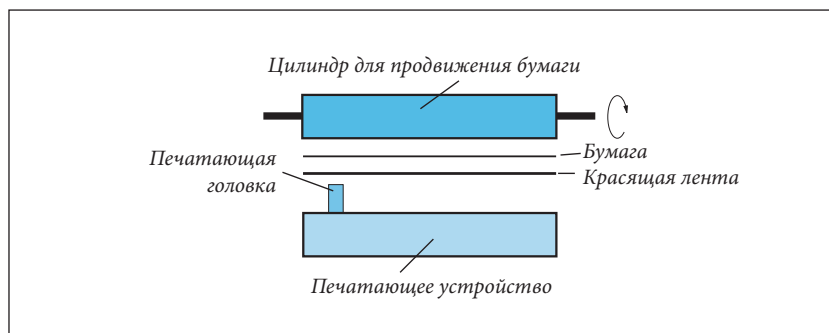 Цилиндр для продвижения бумаги
Печатающая
головка
Бумага
Красящая лента
Печатающее устройство